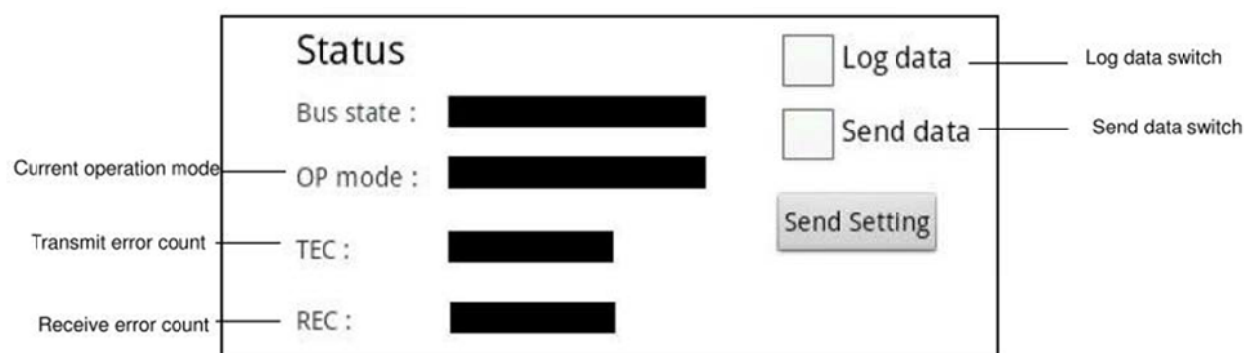 Status
Log data
Log data switch
Bus state :
Send data
Send data switch
Current operation mode
OP mode :
Send Setting
Transmit error count
TEC :
Receive error count
REC :